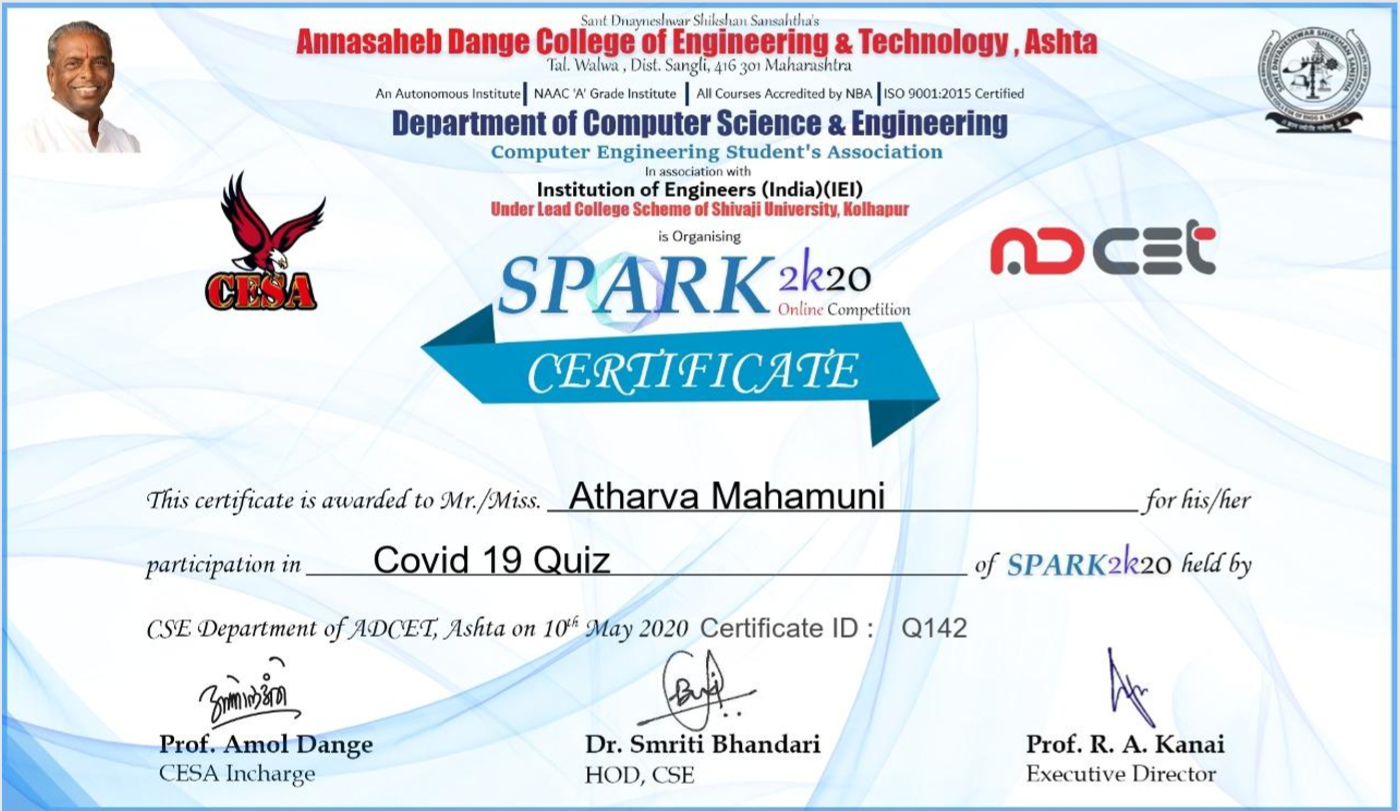 Sant Dnayneshwar Shikshan Sansahtha's
Annasaheb Dange College of Engineering & Technology , Ashta
Tal. Walwa , Dist. Sangli, 416 301 Maharashtra
An Autonomous Institute | NAAC 'A' Grade Institute | All Courses Accredited by NBA | ISO 9001:2015 Certified
Department of Computer Science & Engineering
Computer Engineering Student's Association
In association with
Institution of Engineers (India)(IEI)
Under Lead College Scheme of Shivaji University, Kolhapur
is Organising
CESA
SPARK 2k20
Online Competition
ADCET
CERTIFICATE
This certificate is awarded to Mr./Miss. Atharva Mahamuni for his/her
participation in Covid 19 Quiz of SPARK2k20 held by
CSE Department of ADCET, Ashta on 10th May 2020 Certificate ID : Q142
Prof. Amol Dange
CESA Incharge
Dr. Smriti Bhandari
HOD, CSE
Prof. R. A. Kanai
Executive Director